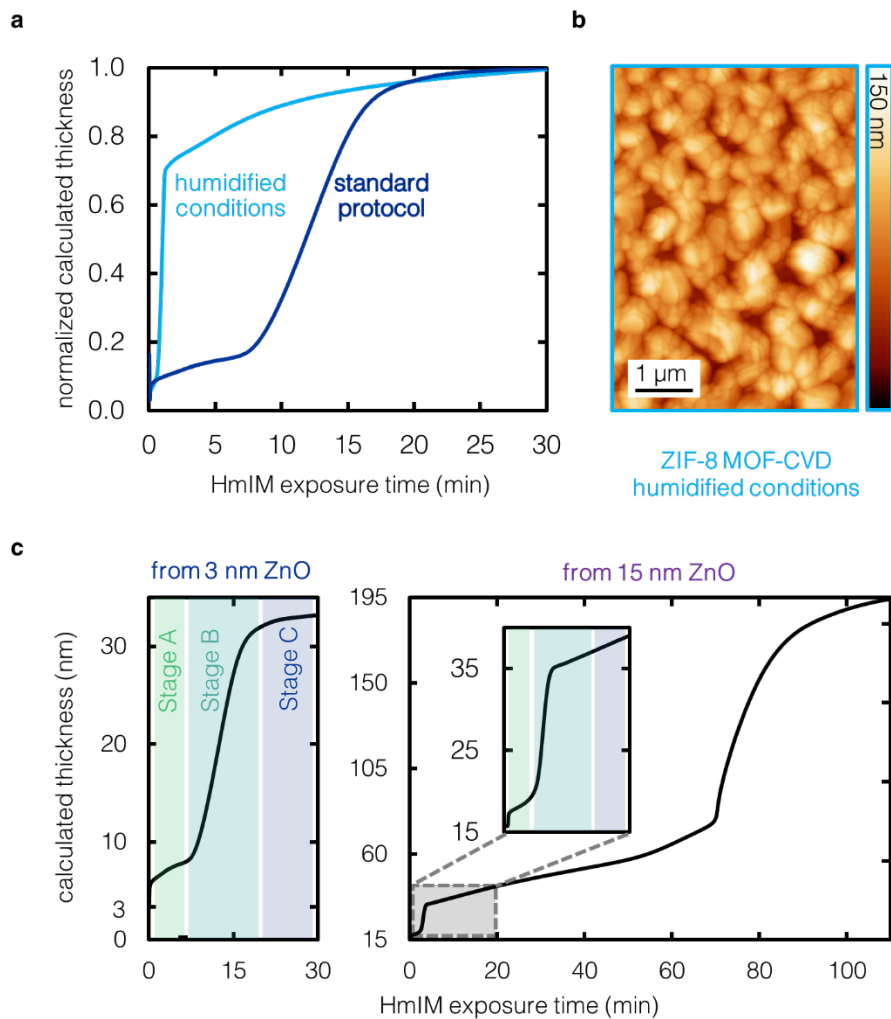 a
1.0
0.8
0.6
0.4
0.2
0.0
normalized calculated thickness
humidified
conditions
standard
protocol
0
5
10
15
20
25
30
HmIM exposure time (min)
b
150 nm
1 µm
ZIF-8 MOF-CVD
humidified conditions
c
from 3 nm ZnO
calculated thickness (nm)
30
20
10
3
0
Stage A
Stage B
Stage C
0
15
30
from 15 nm ZnO
195
150
105
60
15
35
25
15
0
20
40
60
80
100
HmIM exposure time (min)